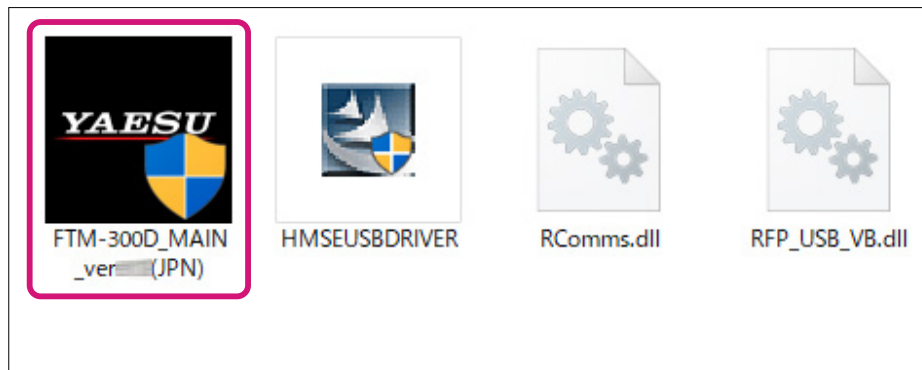 YAESU
FTM-300D_MAIN
_ver (JPN)
HMSEUSBDRIVER
RComms.dll
RFP_USB_VB.dll